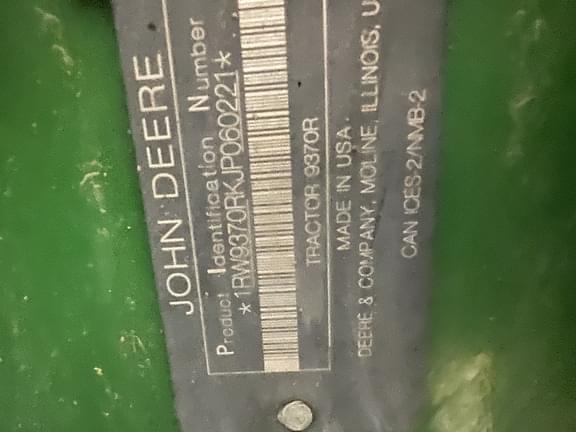 JOHN DEERE
Product Identification Number
*1RW9370RKJP060221*
TRACTOR 9370R
MADE IN USA.
DEERE & COMPANY, MOLINE, ILLINOIS, U
CAN ICES-2/NMB-2